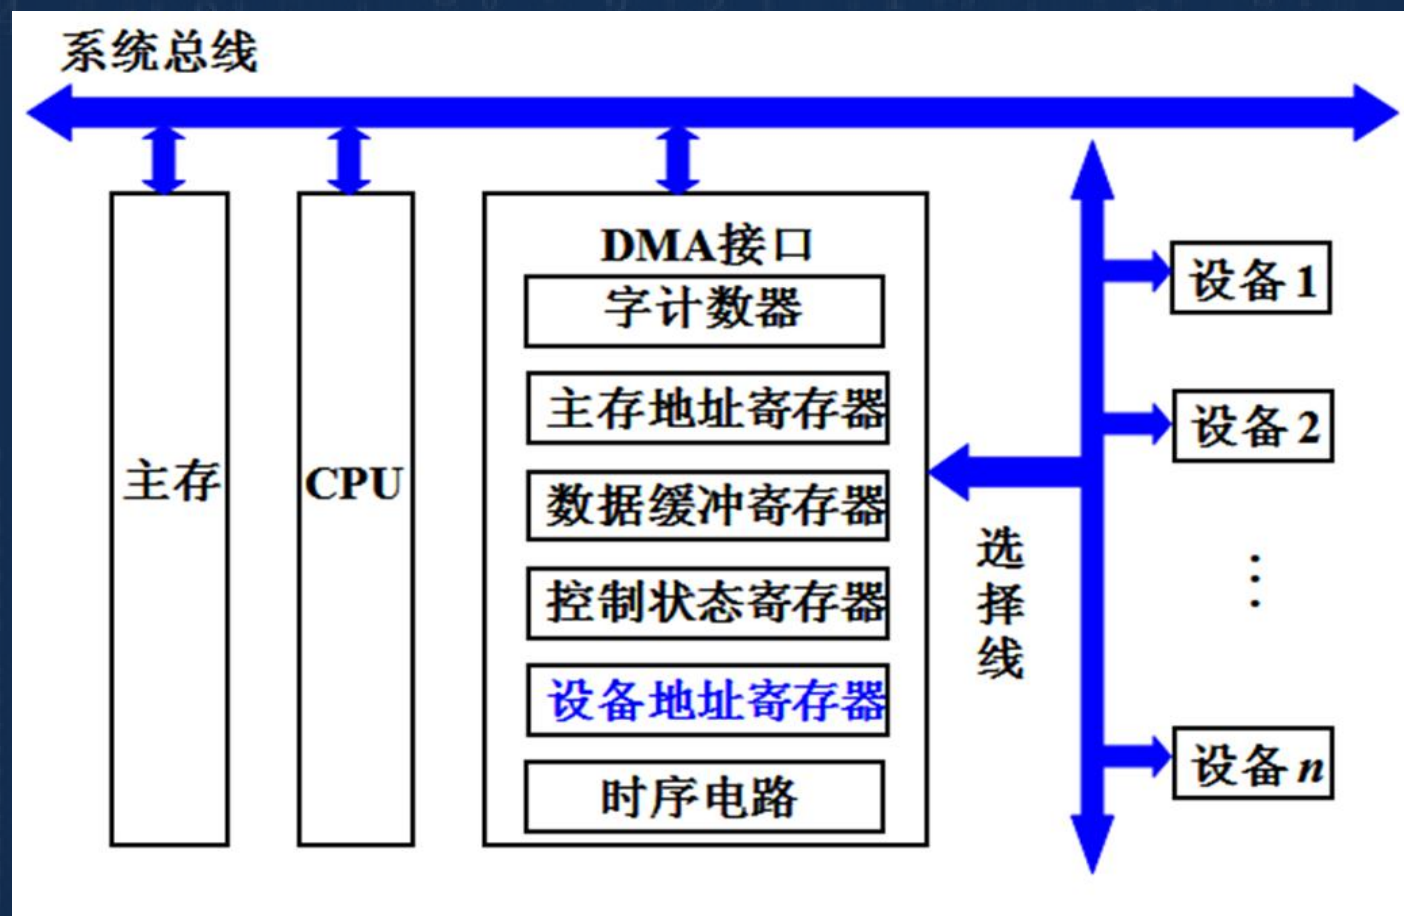 系统总线
DMA接口
字计数器
主存地址寄存器
数据缓冲寄存器
控制状态寄存器
设备地址寄存器
时序电路
主存
CPU
选择线
设备1
设备2
⋮
设备n